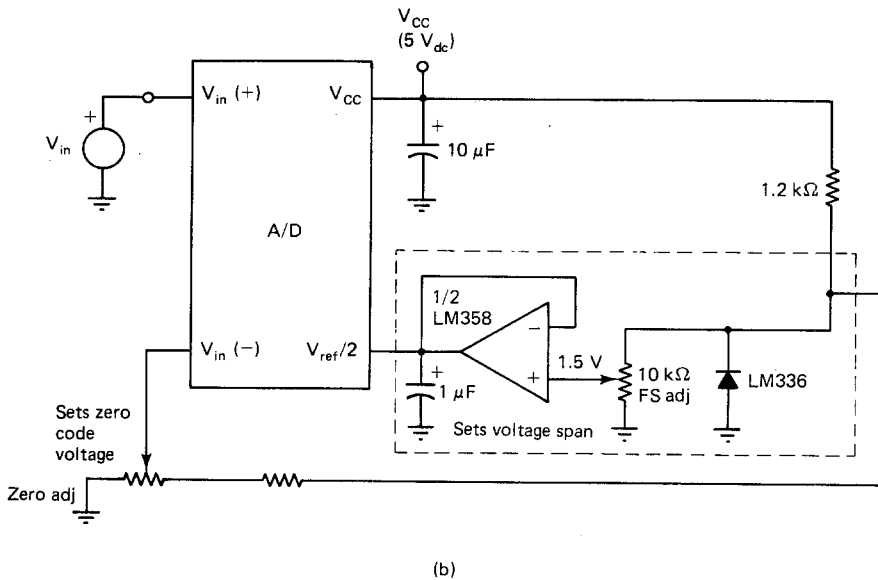 V_CC
(5 V_dc)
V_in (+)
V_CC
+
V_in
+
10 μF
1.2 kΩ
A/D
1/2
LM358
−
V_in (−)
V_ref/2
+
1.5 V
+
1 μF
10 kΩ
FS adj
LM336
Sets voltage span
Sets zero
code
voltage
Zero adj
(b)